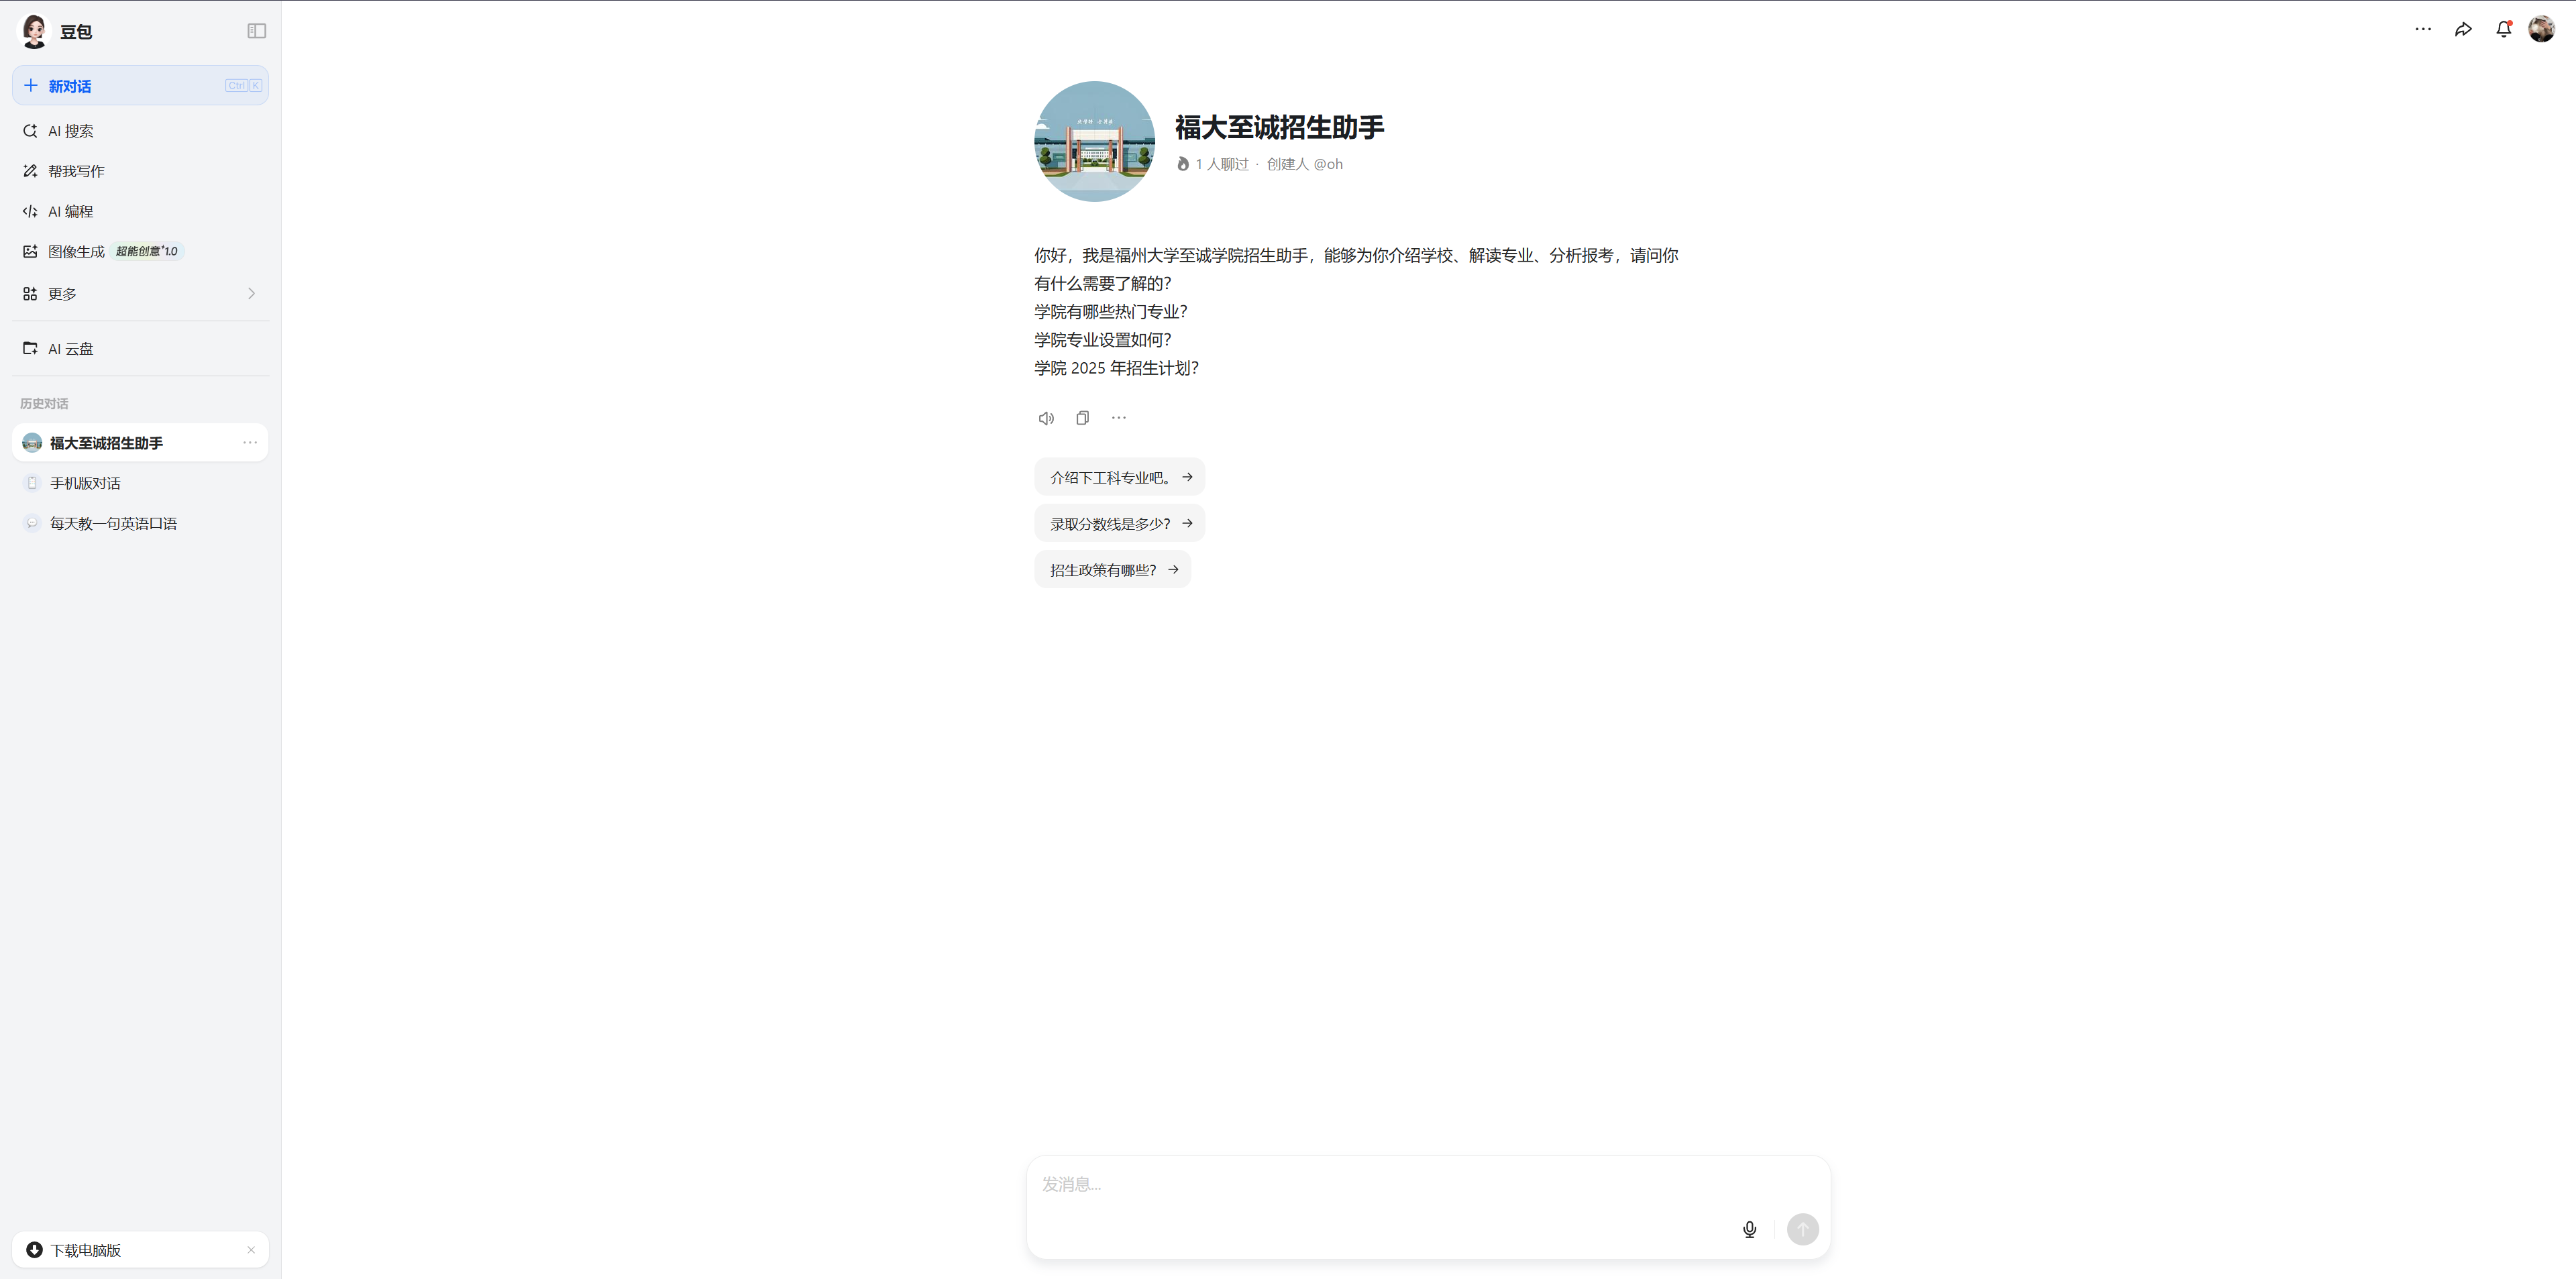 豆包
新对话
Ctrl K
AI 搜索
帮我写作
AI 编程
图像生成 超能创意1.0
更多
AI 云盘
历史对话
福大至诚招生助手
手机版对话
每天教一句英语口语
下载电脑版
福大至诚招生助手
1 人聊过 · 创建人 @oh
你好，我是福州大学至诚学院招生助手，能够为你介绍学校、解读专业、分析报考，请问你
有什么需要了解的？
学院有哪些热门专业？
学院专业设置如何？
学院 2025 年招生计划？
介绍下工科专业吧。
录取分数线是多少？
招生政策有哪些？
发消息...